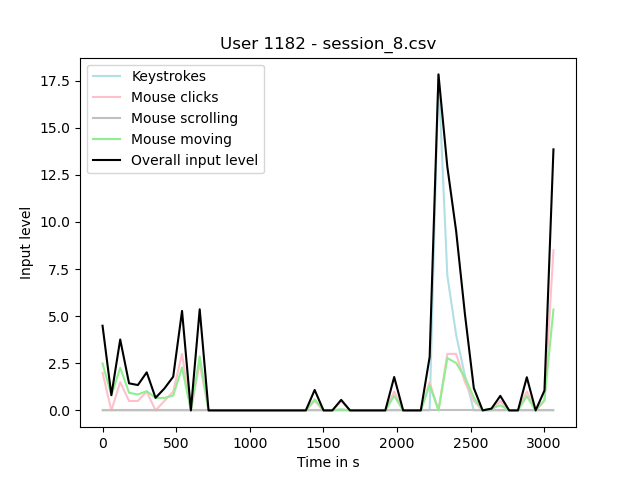 User 1182 - session_8.csv
Keystrokes
Mouse clicks
Mouse scrolling
Mouse moving
Overall input level
Input level
17.5
15.0
12.5
10.0
7.5
5.0
2.5
0.0
0 500 1000 1500 2000 2500 3000
Time in s